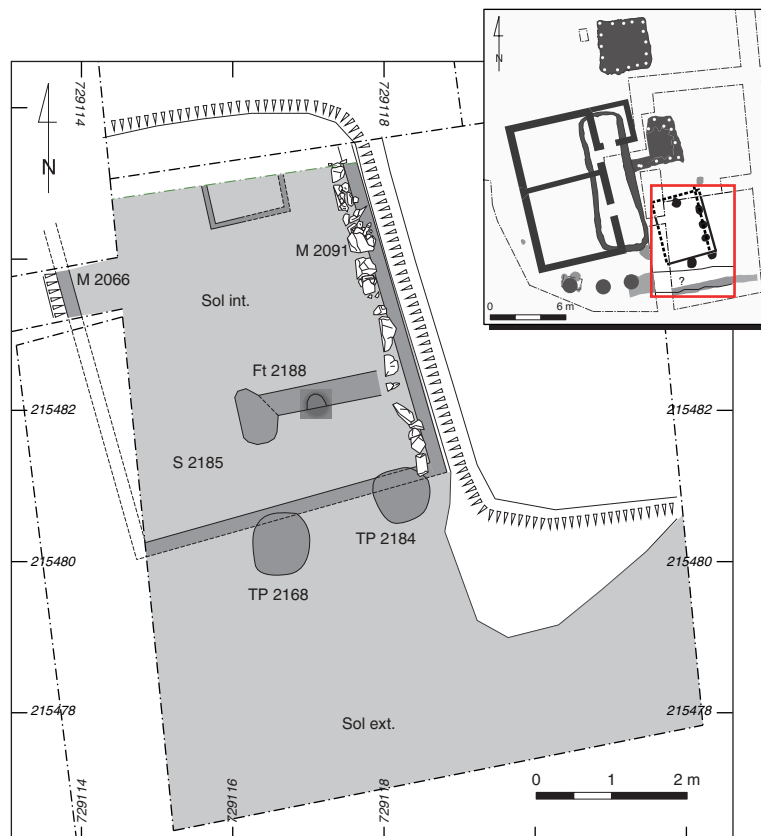 N
0
6 m
?
729114
729118
N
M 2091
M 2066
Sol int.
Ft 2188
215482
215482
S 2185
TP 2184
215480
215480
TP 2168
215478
215478
Sol ext.
729114
729116
729118
0 1 2 m